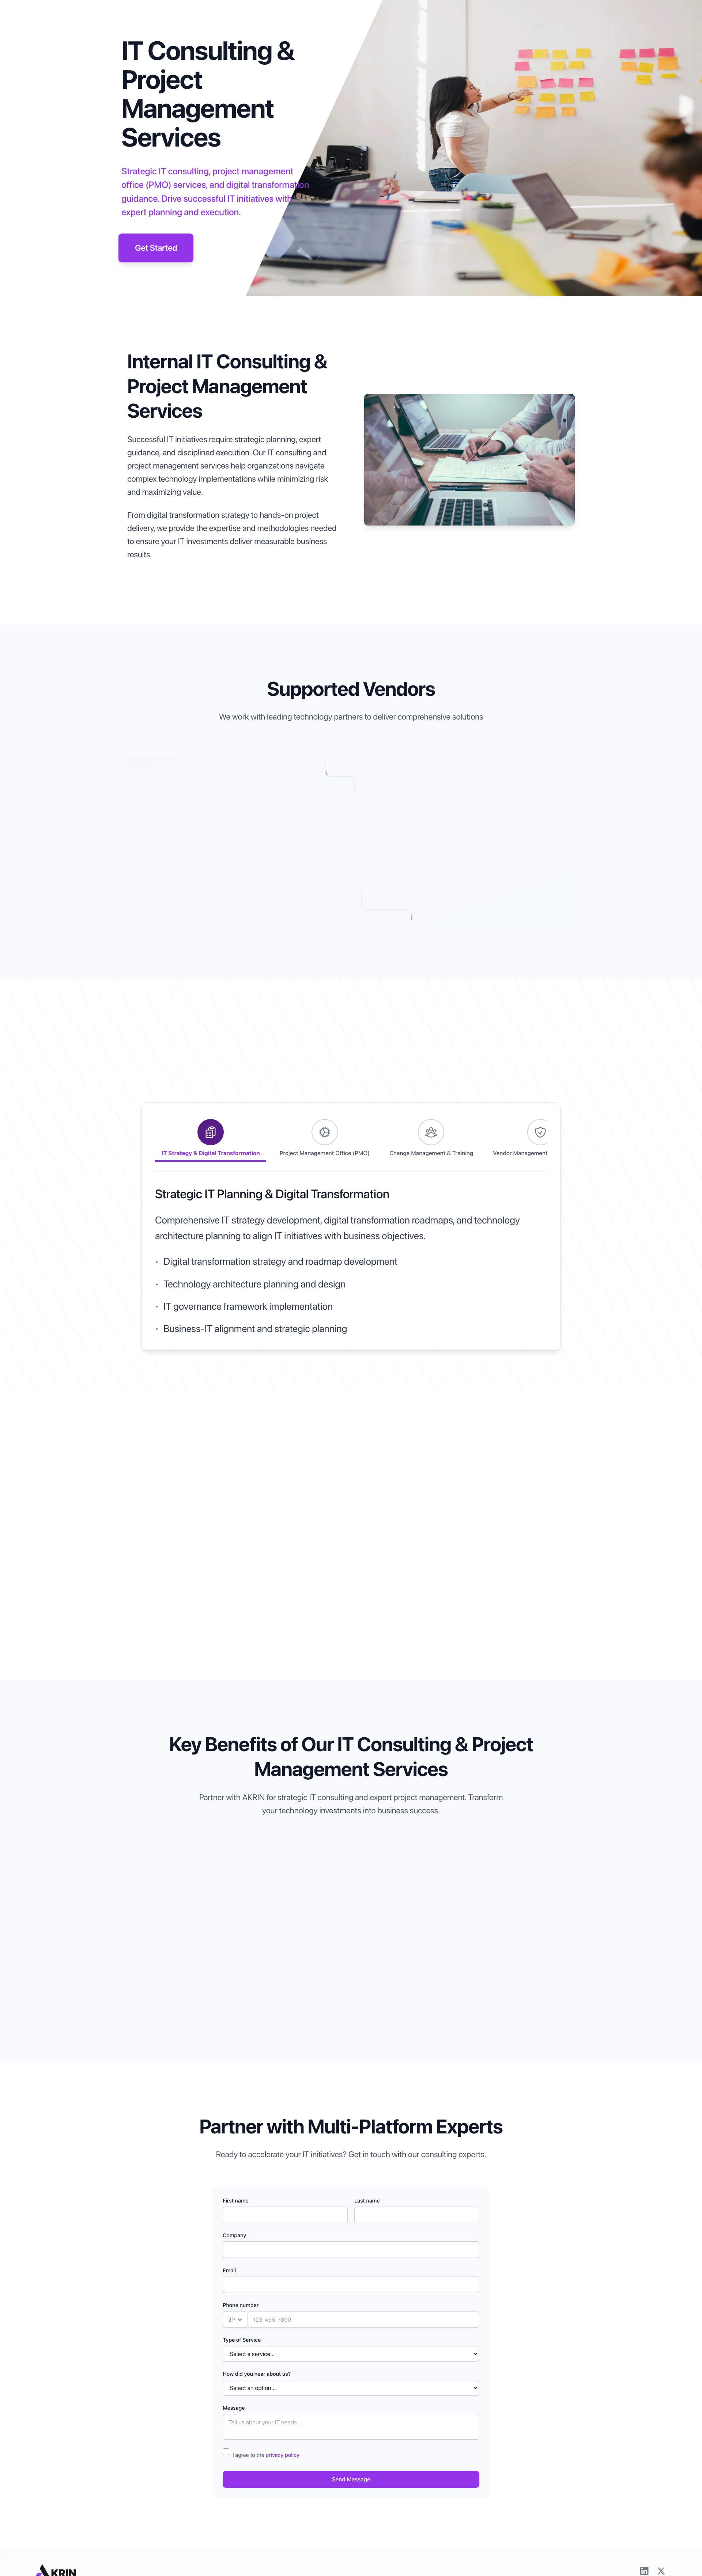 IT Consulting &
Project
Management
Services
Strategic IT consulting, project management
office (PMO) services, and digital transformation
guidance. Drive successful IT initiatives with
expert planning and execution.
Get Started
Internal IT Consulting &
Project Management
Services
Successful IT initiatives require strategic planning, expert
guidance, and disciplined execution. Our IT consulting and
project management services help organizations navigate
complex technology implementations while minimizing risk
and maximizing value.
From digital transformation strategy to hands-on project
delivery, we provide the expertise and methodologies needed
to ensure your IT investments deliver measurable business
results.
Supported Vendors
We work with leading technology partners to deliver comprehensive solutions
IT Strategy & Digital Transformation
Project Management Office (PMO)
Change Management & Training
Vendor Management
Strategic IT Planning & Digital Transformation
Comprehensive IT strategy development, digital transformation roadmaps, and technology
architecture planning to align IT initiatives with business objectives.
• Digital transformation strategy and roadmap development
• Technology architecture planning and design
• IT governance framework implementation
• Business-IT alignment and strategic planning
Key Benefits of Our IT Consulting & Project
Management Services
Partner with AKRIN for strategic IT consulting and expert project management. Transform
your technology investments into business success.
Partner with Multi-Platform Experts
Ready to accelerate your IT initiatives? Get in touch with our consulting experts.
First name
Last name
Company
Email
Phone number
JP
123-456-7890
Type of Service
Select a service...
How did you hear about us?
Select an option...
Message
Tell us about your IT needs...
I agree to the privacy policy
Send Message
AKRIN